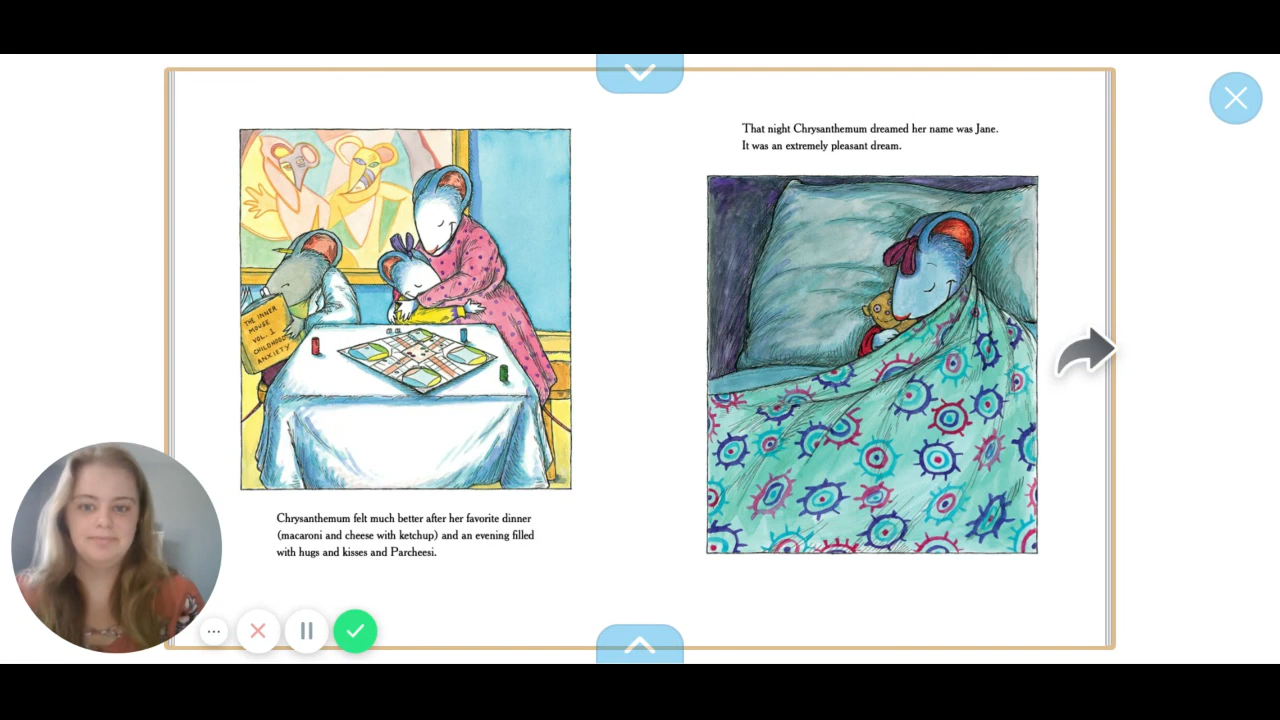 THE INNER
MOUSE
VOL. 1
CHILDHOOD
ANXIETY
Chrysanthemum felt much better after her favorite dinner
(macaroni and cheese with ketchup) and an evening filled
with hugs and kisses and Parcheesi.
That night Chrysanthemum dreamed her name was Jane.
It was an extremely pleasant dream.